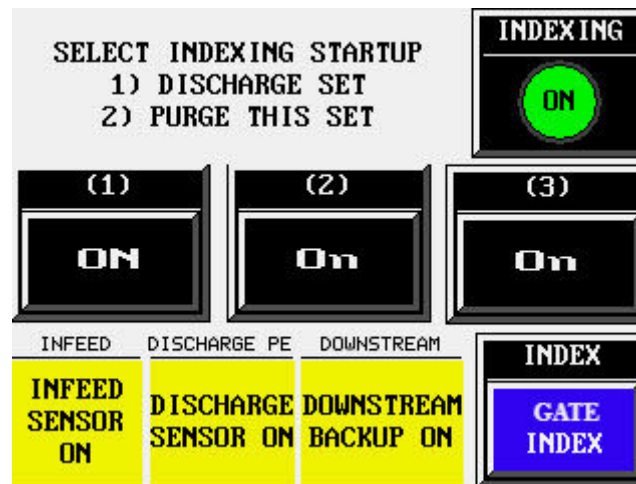 SELECT INDEXING STARTUP
1) DISCHARGE SET
2) PURGE THIS SET
INDEXING
ON
(1)
(2)
(3)
ON
On
On
INFEED
DISCHARGE PE
DOWNSTREAM
INFEED
SENSOR
ON
DISCHARGE
SENSOR ON
DOWNSTREAM
BACKUP ON
INDEX
GATE
INDEX